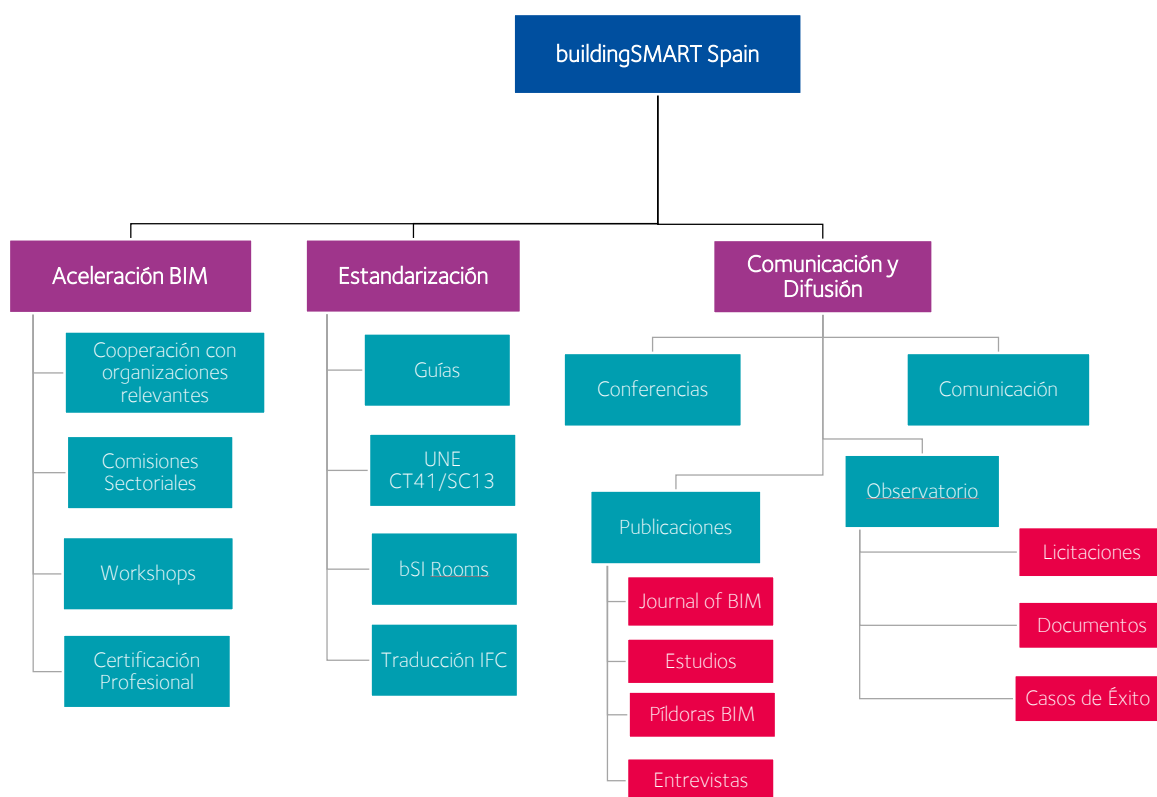 buildingSMART Spain
Aceleración BIM
Cooperación con
organizaciones
relevantes
Comisiones
Sectoriales
Workshops
Certificación
Profesional
Estandarización
Guías
UNE
CT41/SC13
bSI Rooms
Traducción IFC
Comunicación y
Difusión
Conferencias
Comunicación
Publicaciones
Journal of BIM
Estudios
Píldoras BIM
Entrevistas
Observatorio
Licitaciones
Documentos
Casos de Éxito